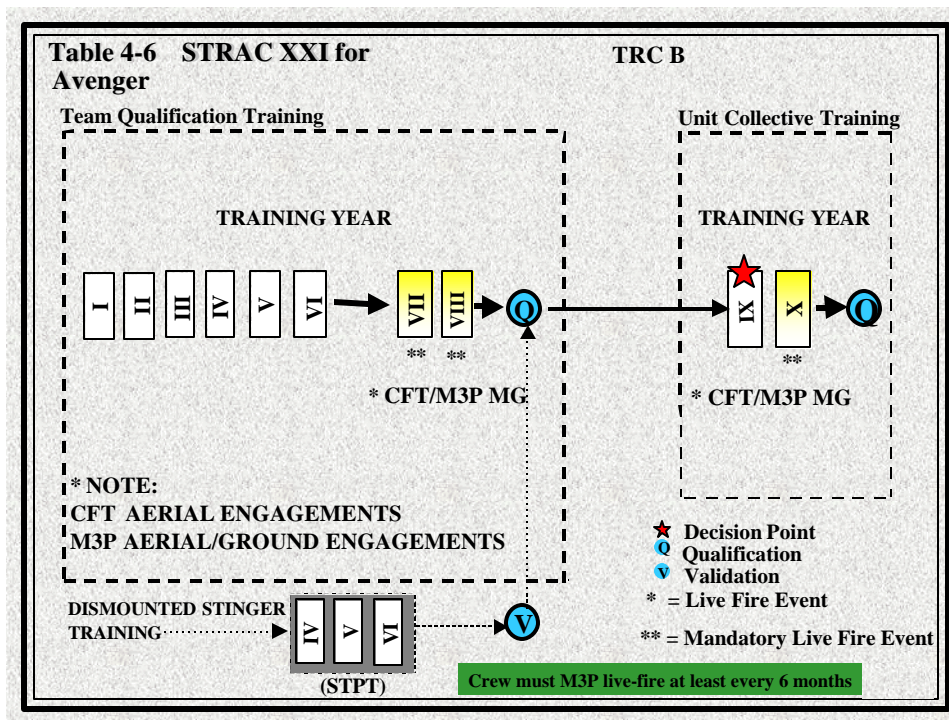 Table 4-6 STRAC XXI for
Avenger
TRC B
Team Qualification Training
Unit Collective Training
TRAINING YEAR
TRAINING YEAR
I
II
III
IV
V
VI
VII
VIII
Q
IX
X
Q
**
**
**
* CFT/M3P MG
* CFT/M3P MG
* NOTE:
CFT AERIAL ENGAGEMENTS
M3P AERIAL/GROUND ENGAGEMENTS
Decision Point
Q Qualification
V Validation
* = Live Fire Event
** = Mandatory Live Fire Event
DISMOUNTED STINGER
TRAINING
IV
V
VI
V
(STPT)
Crew must M3P live-fire at least every 6 months